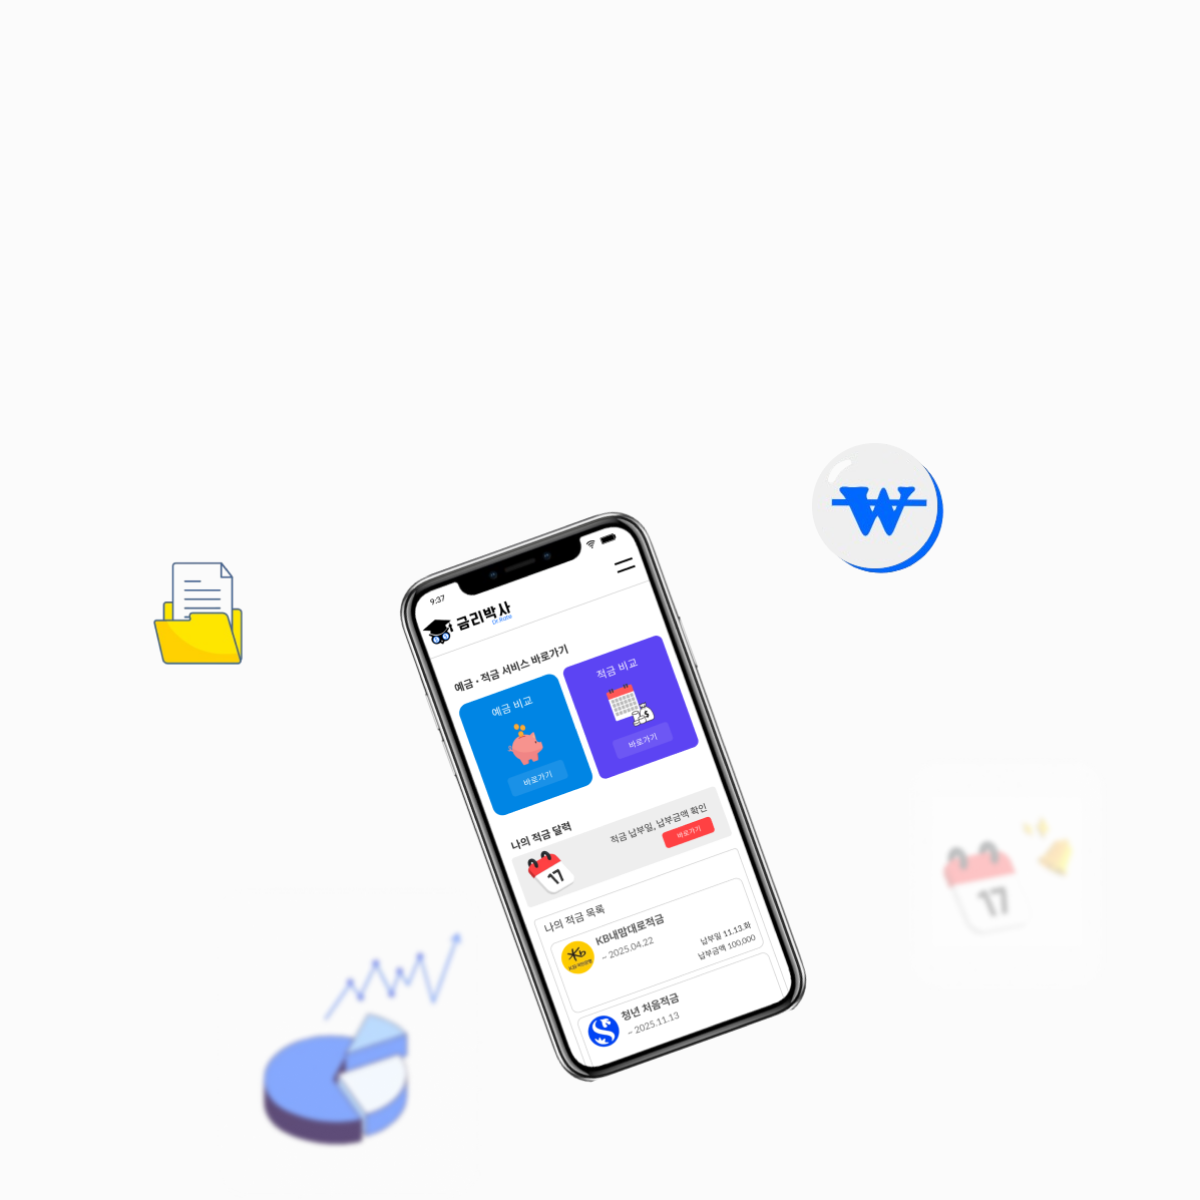 9:37
금리박사
Dr.Rate
예금 · 적금 서비스 바로가기
예금 비교
바로가기
적금 비교
바로가기
나의 적금 달력
17
적금 납부일, 납부금액 확인
바로가기
나의 적금 목록
KB내맘대로적금
~ 2025.04.22
납부일 11.13.화
납부금액 100,000
청년 처음적금
~ 2025.11.13
₩
17